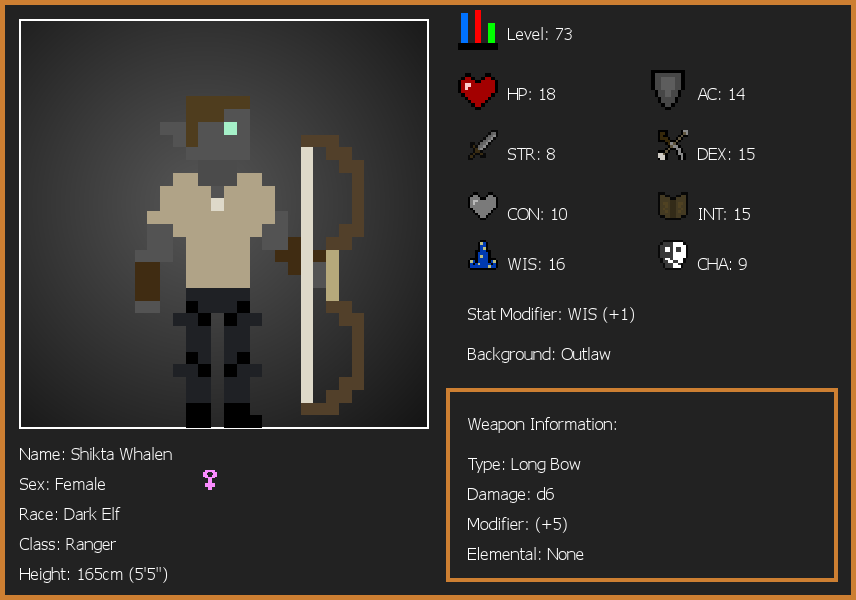 Level: 73
HP: 18
AC: 14
STR: 8
DEX: 15
CON: 10
INT: 15
WIS: 16
CHA: 9
Stat Modifier: WIS (+1)
Background: Outlaw
Weapon Information:
Type: Long Bow
Damage: d6
Modifier: (+5)
Elemental: None
Name: Shikta Whalen
Sex: Female
Race: Dark Elf
Class: Ranger
Height: 165cm (5'5")